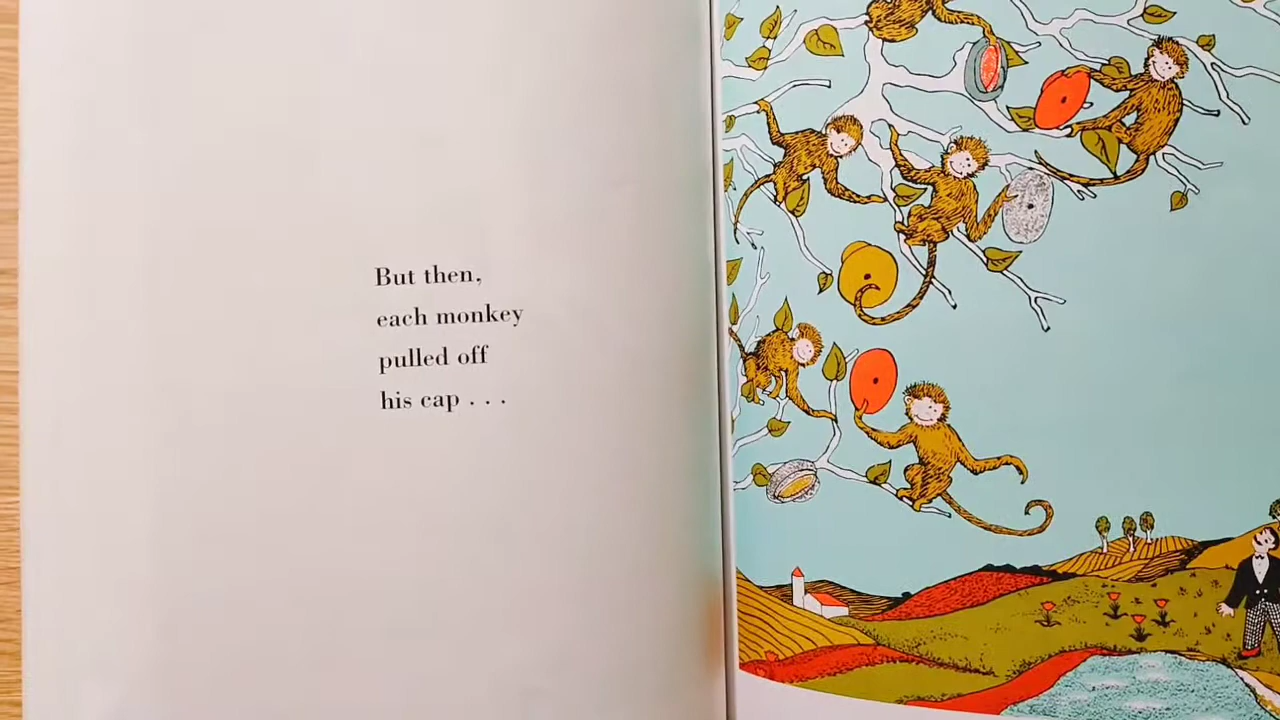 But then,
each monkey
pulled off
his cap . . .